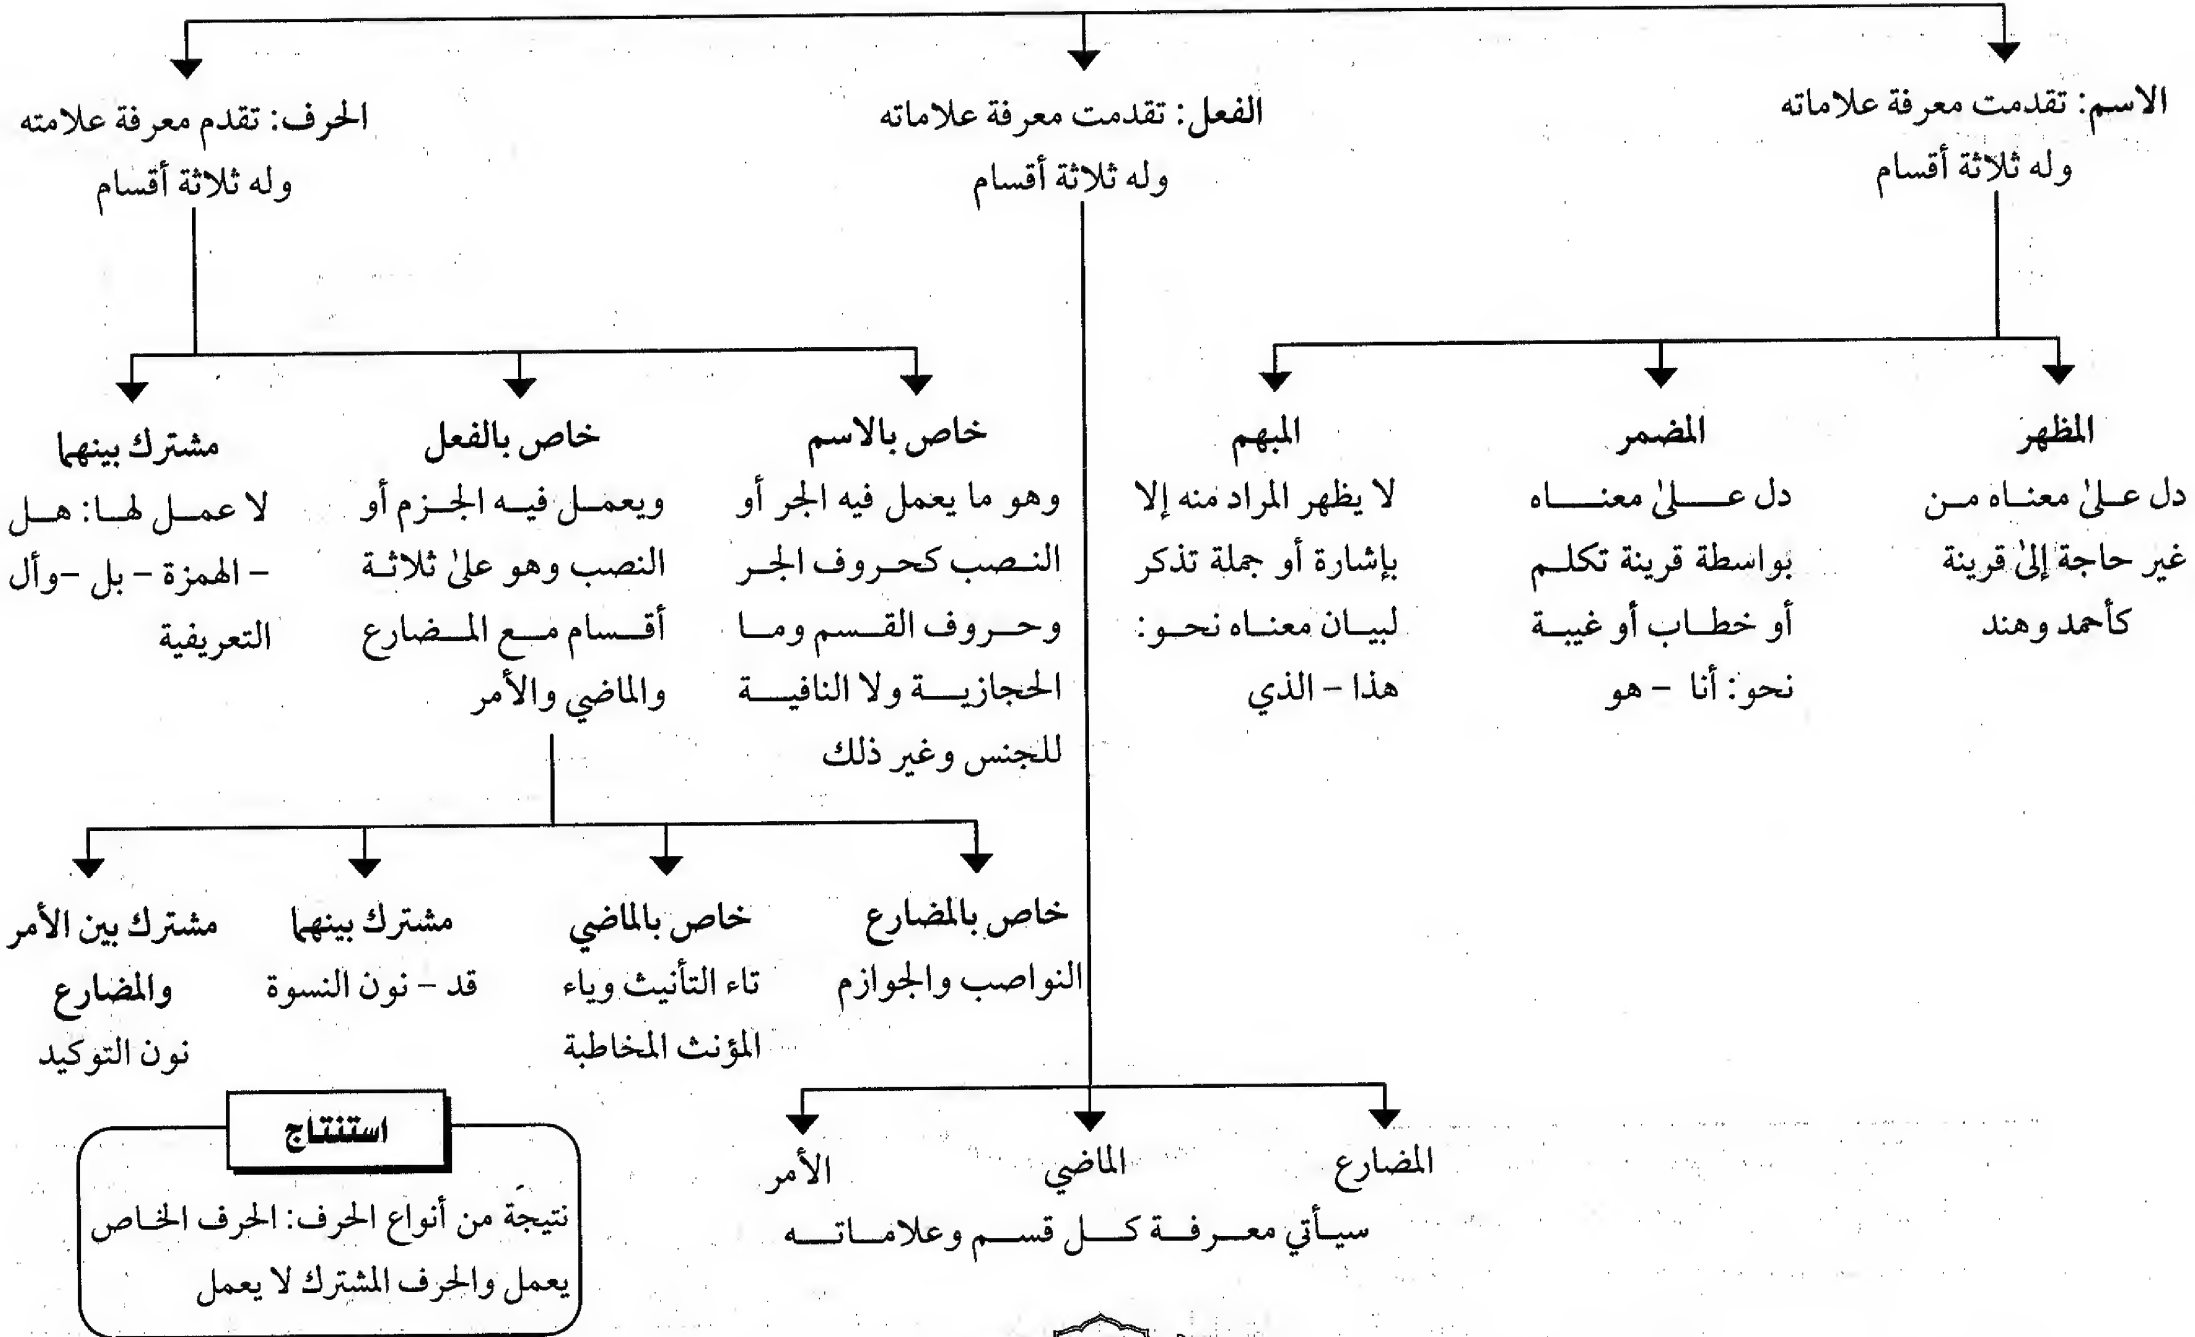 الاسم: تقدمت معرفة علاماته
وله ثلاثة أقسام
الفعل: تقدمت معرفة علاماته
وله ثلاثة أقسام
الحرف: تقدم معرفة علامته
وله ثلاثة أقسام
المظهر
دل على معناه من
غير حاجة إلى قرينة
كأحمد وهند
المضمر
دل على معناه
بواسطة قرينة تكلم
أو خطاب أو غيبة
نحو: أنا – هو
المبهم
لا يظهر المراد منه إلا
بإشارة أو جملة تذكر
لبيان معناه نحو:
هذا – الذي
خاص بالاسم
وهو ما يعمل فيه الجر أو
النصب كحروف الجر
وحروف القسم وما
الحجازية ولا النافية
للجنس وغير ذلك
خاص بالفعل
ويعمل فيه الجزم أو
النصب وهو على ثلاثة
أقسام مع المضارع
والماضي والأمر
مشترك بينهما
لا عمل لها: هل
– الهمزة – بل – وأل
التعريفية
خاص بالمضارع
النواصب والجوازم
خاص بالماضي
تاء التأنيث وياء
المؤنث المخاطبة
مشترك بينهما
قد – نون النسوة
مشترك بين الأمر
والمضارع
نون التوكيد
المضارع
الماضي
الأمر
سيأتي معرفة كل قسم وعلاماته
استنتاج
نتيجة من أنواع الحرف: الحرف الخاص
يعمل والحرف المشترك لا يعمل